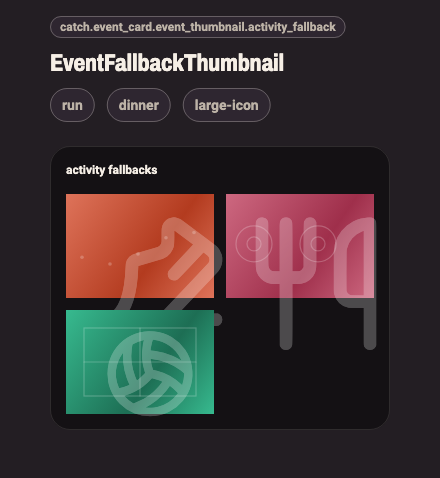 catch.event_card.event_thumbnail.activity_fallback
EventFallbackThumbnail
run dinner large-icon
activity fallbacks